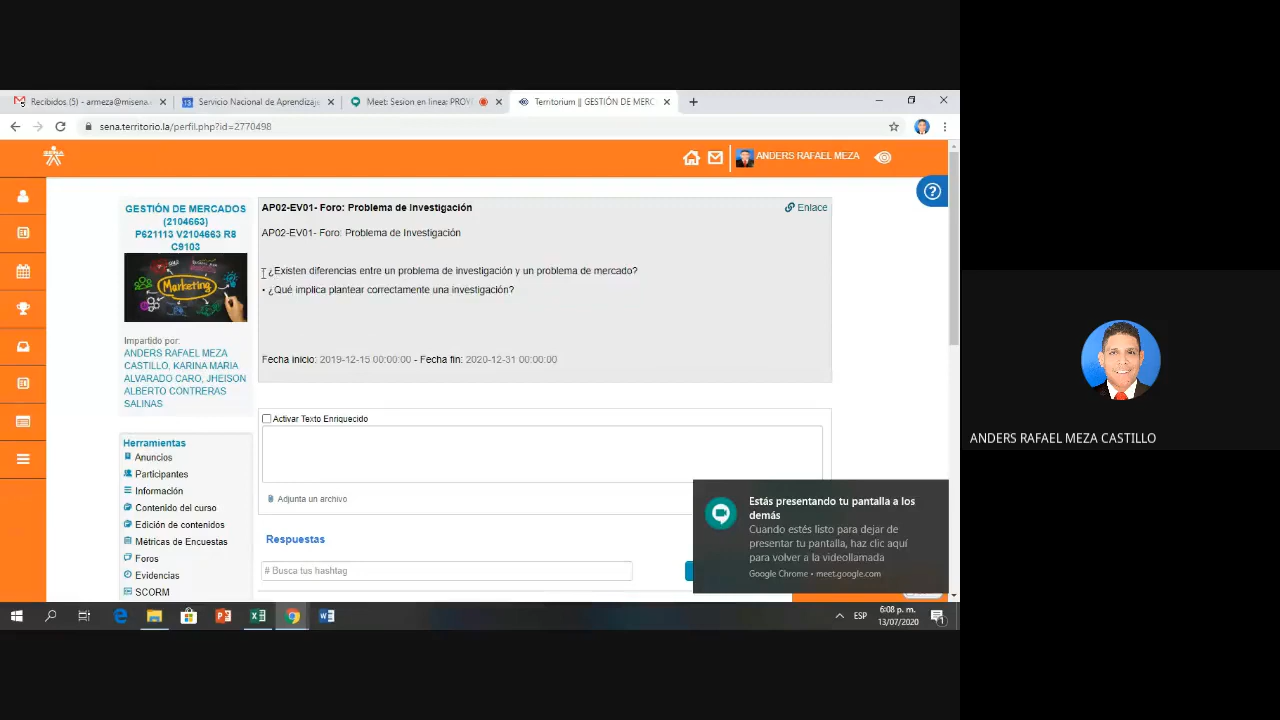 Recibidos (5) - armeza@misena.
Servicio Nacional de Aprendizaje
Meet: Sesion en linea: PROY
Territorium || GESTIÓN DE MERC
sena.territorio.la/perfil.php?id=2770498
SENA
ANDERS RAFAEL MEZA
GESTIÓN DE MERCADOS
(2104663)
P621113 V2104663 R8
C9103
Marketing
Impartido por:
ANDERS RAFAEL MEZA
CASTILLO, KARINA MARIA
ALVARADO CARO, JHEISON
ALBERTO CONTRERAS
SALINAS
Herramientas
Anuncios
Participantes
Información
Contenido del curso
Edición de contenidos
Métricas de Encuestas
Foros
Evidencias
SCORM
AP02-EV01- Foro: Problema de Investigación
Enlace
AP02-EV01- Foro: Problema de Investigación
¿Existen diferencias entre un problema de investigación y un problema de mercado?
• ¿Qué implica plantear correctamente una investigación?
Fecha inicio: 2019-12-15 00:00:00 - Fecha fin: 2020-12-31 00:00:00
Activar Texto Enriquecido
Adjunta un archivo
Respuestas
# Busca tu hashtag
Estás presentando tu pantalla a los
demás
Cuando estés listo para dejar de
presentar tu pantalla, haz clic aquí
para volver a la videollamada
Google Chrome • meet.google.com
ESP
6:08 p. m.
13/07/2020
ANDERS RAFAEL MEZA CASTILLO